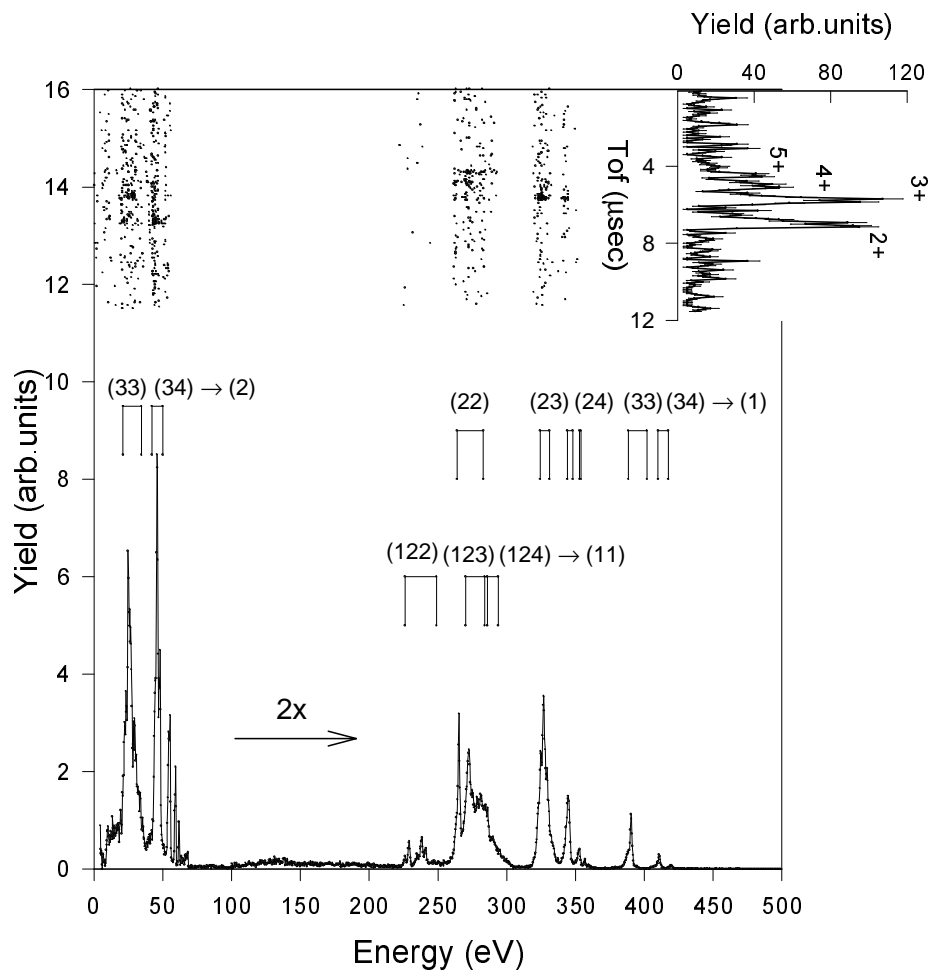 Yield (arb.units)
0 40 80 120
4
8
12
Tof (μsec)
5+
4+
3+
2+
16
14
12
10
8
6
4
2
0
Yield (arb.units)
(33) (34) → (2)
(22) (23) (24) (33) (34) → (1)
(122) (123) (124) → (11)
2x
0 50 100 150 200 250 300 350 400 450 500
Energy (eV)